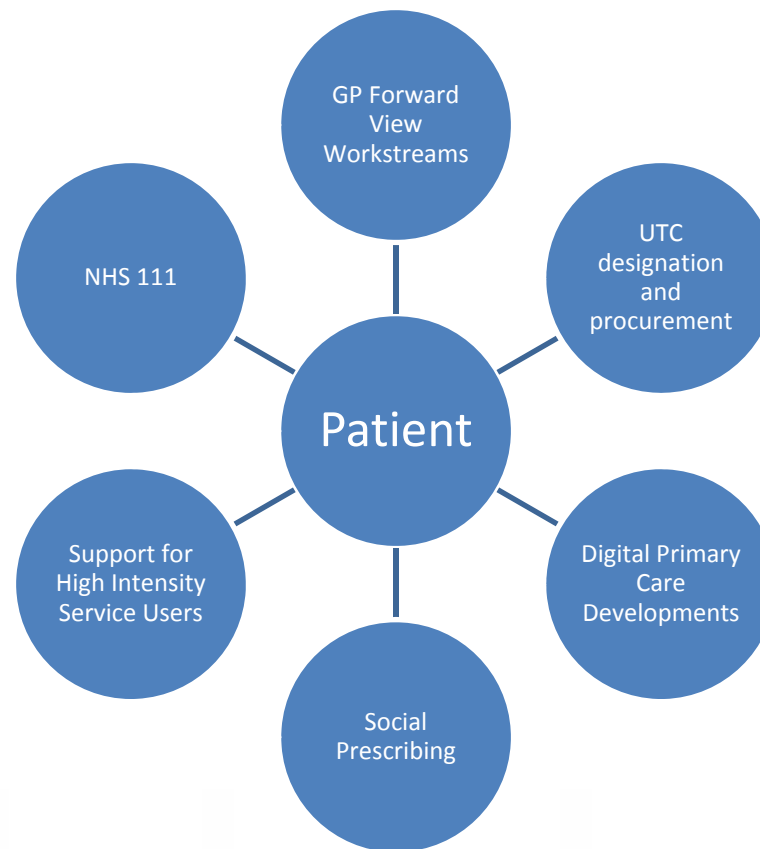 GP Forward
View
Workstreams
NHS 111
UTC
designation
and
procurement
Patient
Support for
High Intensity
Service Users
Digital Primary
Care
Developments
Social
Prescribing